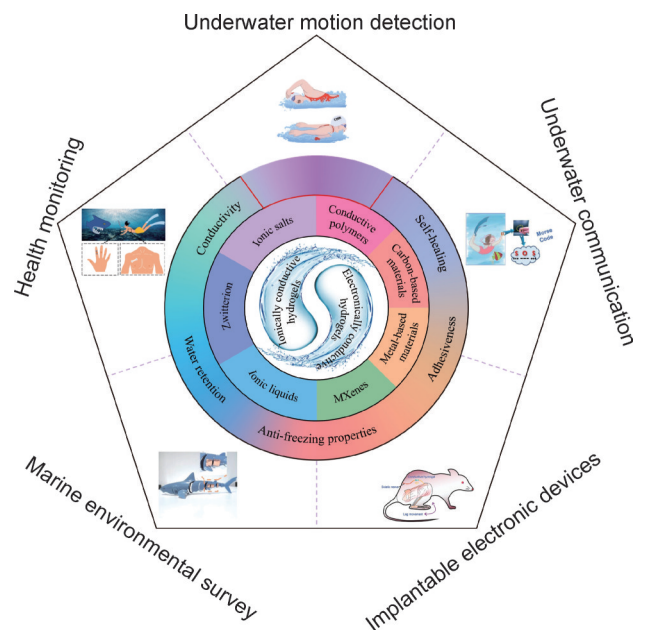 Underwater motion detection
Health monitoring
Underwater communication
Morse
Code
S O S
Conductivity
Self-healing
Ionic salts
Conductive
polymers
Carbon-based
materials
Zwitterion
Ionically conductive
hydrogels
Electronically conductive
hydrogels
Metal-based
materials
Adhesiveness
Water retention
Ionic liquids
MXenes
Anti-freezing properties
Marine environmental survey
Implantable electronic devices